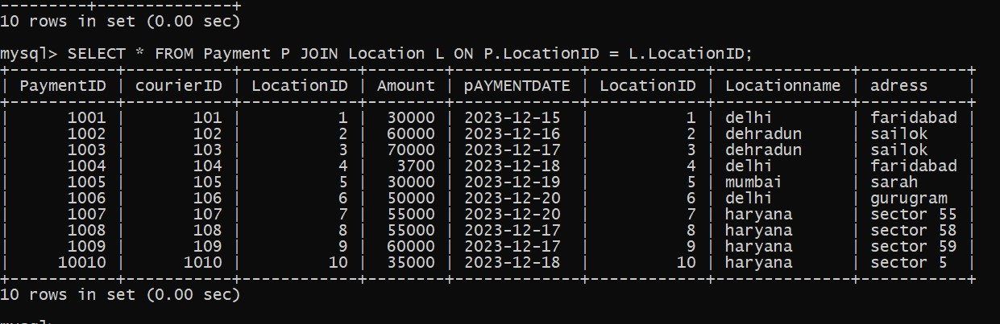 ---------+--------------+
10 rows in set (0.00 sec)
mysql> SELECT * FROM Payment P JOIN Location L ON P.LocationID = L.LocationID;
+-----------+-----------+------------+--------+-------------+------------+--------------+-----------+
| PaymentID | courierID | LocationID | Amount | pAYMENTDATE | LocationID | Locationname | adress    |
+-----------+-----------+------------+--------+-------------+------------+--------------+-----------+
|      1001 |       101 |          1 |  30000 | 2023-12-15  |          1 | delhi        | faridabad |
|      1002 |       102 |          2 |  60000 | 2023-12-16  |          2 | dehradun     | sailok    |
|      1003 |       103 |          3 |  70000 | 2023-12-17  |          3 | dehradun     | sailok    |
|      1004 |       104 |          4 |   3700 | 2023-12-18  |          4 | delhi        | faridabad |
|      1005 |       105 |          5 |  30000 | 2023-12-19  |          5 | mumbai       | sarah     |
|      1006 |       106 |          6 |  50000 | 2023-12-20  |          6 | delhi        | gurugram  |
|      1007 |       107 |          7 |  55000 | 2023-12-20  |          7 | haryana      | sector 55 |
|      1008 |       108 |          8 |  55000 | 2023-12-17  |          8 | haryana      | sector 58 |
|      1009 |       109 |          9 |  60000 | 2023-12-17  |          9 | haryana      | sector 59 |
|     10010 |      1010 |         10 |  35000 | 2023-12-18  |         10 | haryana      | sector 5  |
+-----------+-----------+------------+--------+-------------+------------+--------------+-----------+
10 rows in set (0.00 sec)
mysql>